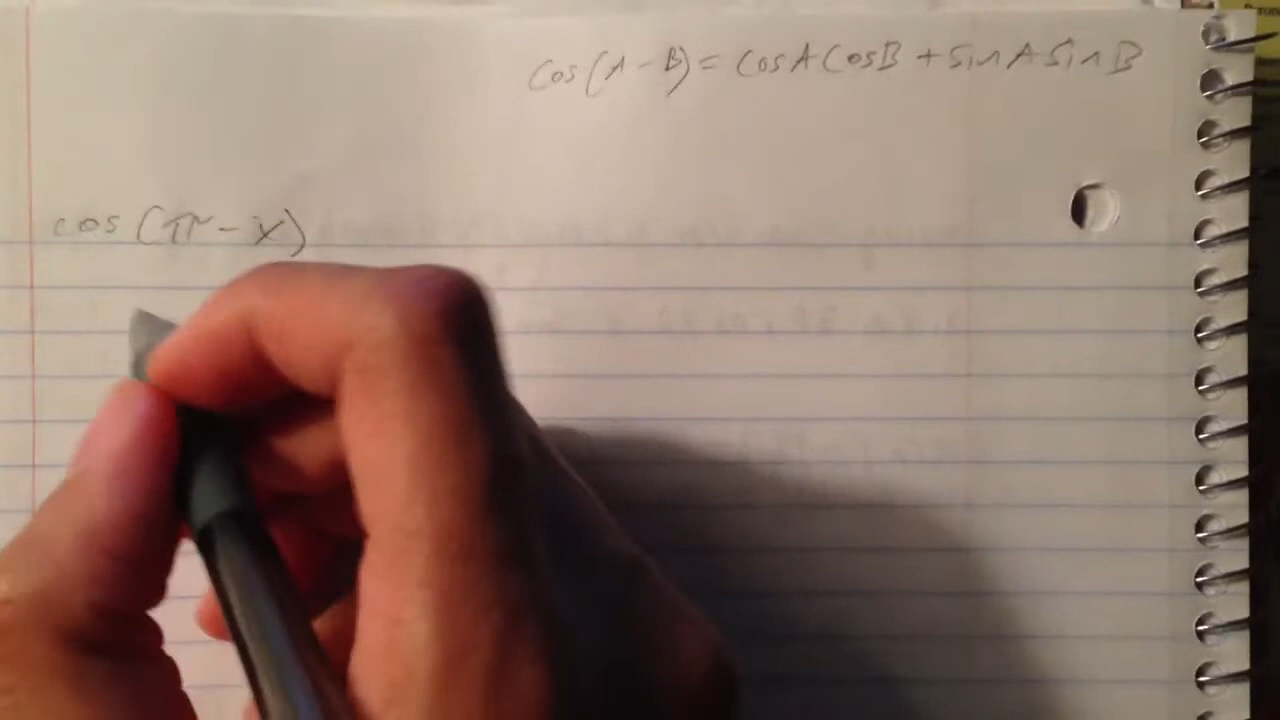 cos(A-B) = cosA cosB + sinA sinB
cos(π-x)